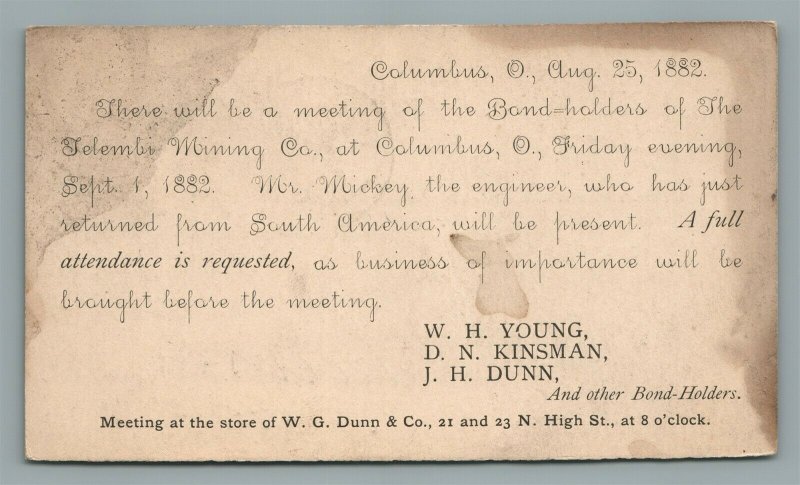 Columbus, O., Aug. 25, 1882.
There will be a meeting of the Bond=holders of The
Telembi Mining Co., at Columbus, O., Friday evening,
Sept. 1, 1882. Mr. Mickey, the engineer, who has just
returned from South America, will be present. A full
attendance is requested, as business of importance will be
brought before the meeting.
W. H. YOUNG,
D. N. KINSMAN,
J. H. DUNN,
And other Bond-Holders.
Meeting at the store of W. G. Dunn & Co., 21 and 23 N. High St., at 8 o'clock.